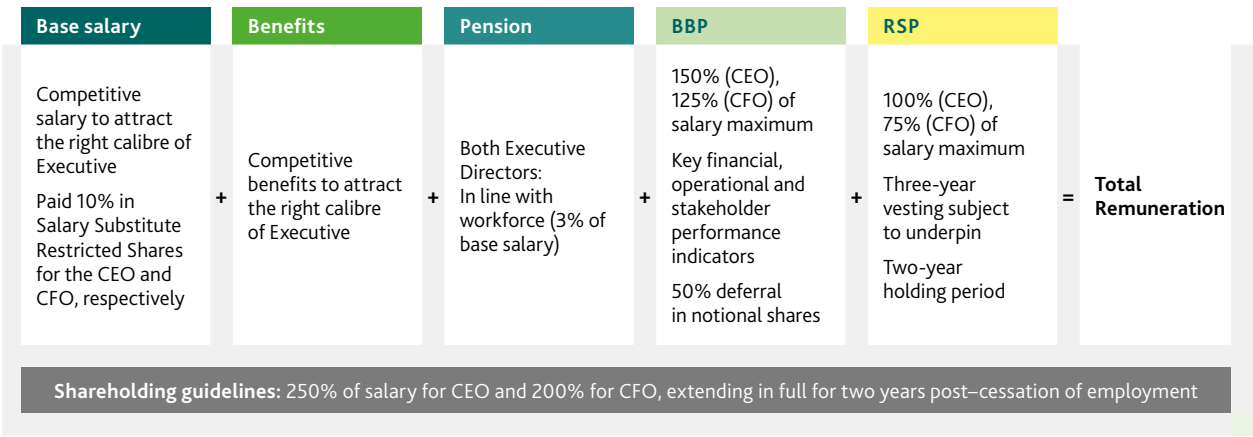 Base salary
Competitive
salary to attract
the right calibre of
Executive
Paid 10% in
Salary Substitute
Restricted Shares
for the CEO and
CFO, respectively
+
Benefits
Competitive
benefits to attract
the right calibre
of Executive
+
Pension
Both Executive
Directors:
In line with
workforce (3% of
base salary)
+
BBP
150% (CEO),
125% (CFO) of
salary maximum
Key financial,
operational and
stakeholder
performance
indicators
50% deferral
in notional shares
+
RSP
100% (CEO),
75% (CFO) of
salary maximum
Three-year
vesting subject
to underpin
Two-year
holding period
=
Total
Remuneration
Shareholding guidelines: 250% of salary for CEO and 200% for CFO, extending in full for two years post–cessation of employment